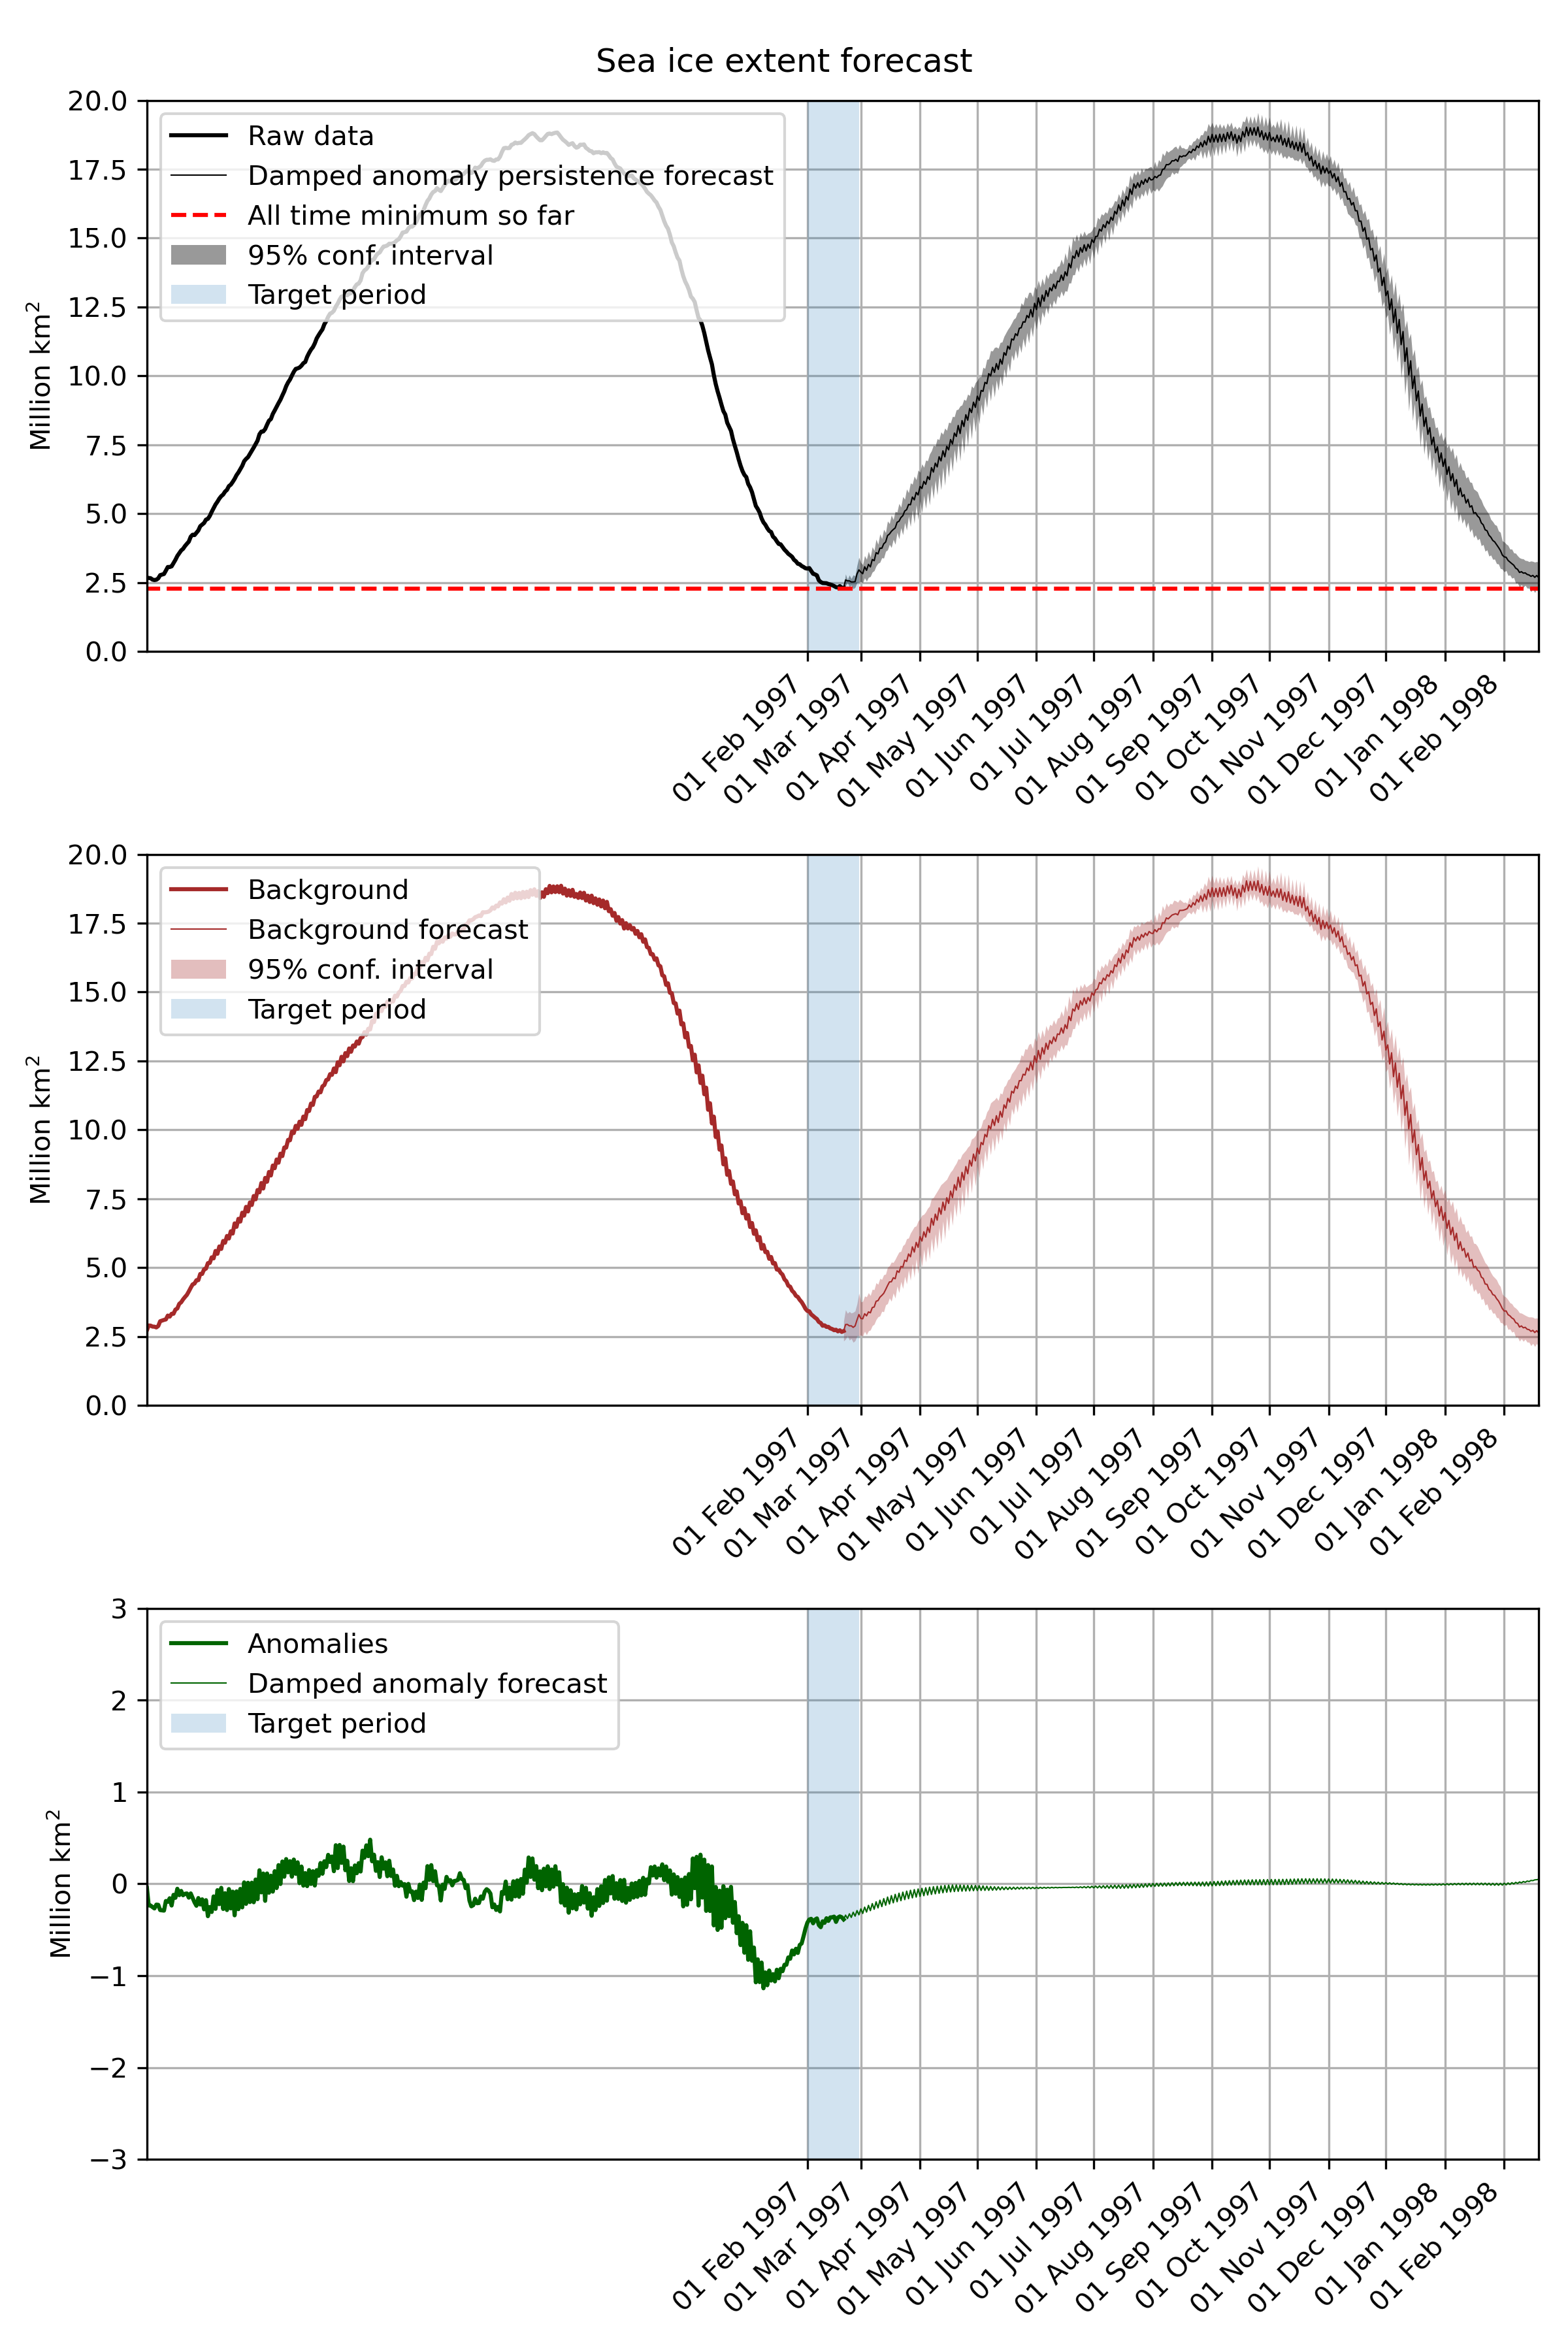 Sea ice extent forecast
20.0
17.5
15.0
12.5
10.0
7.5
5.0
2.5
0.0
Million km²
Raw data
Damped anomaly persistence forecast
All time minimum so far
95% conf. interval
Target period
01 Feb 1997
01 Mar 1997
01 Apr 1997
01 May 1997
01 Jun 1997
01 Jul 1997
01 Aug 1997
01 Sep 1997
01 Oct 1997
01 Nov 1997
01 Dec 1997
01 Jan 1998
01 Feb 1998
20.0
17.5
15.0
12.5
10.0
7.5
5.0
2.5
0.0
Million km²
Background
Background forecast
95% conf. interval
Target period
01 Feb 1997
01 Mar 1997
01 Apr 1997
01 May 1997
01 Jun 1997
01 Jul 1997
01 Aug 1997
01 Sep 1997
01 Oct 1997
01 Nov 1997
01 Dec 1997
01 Jan 1998
01 Feb 1998
3
2
1
0
−1
−2
−3
Million km²
Anomalies
Damped anomaly forecast
Target period
01 Feb 1997
01 Mar 1997
01 Apr 1997
01 May 1997
01 Jun 1997
01 Jul 1997
01 Aug 1997
01 Sep 1997
01 Oct 1997
01 Nov 1997
01 Dec 1997
01 Jan 1998
01 Feb 1998